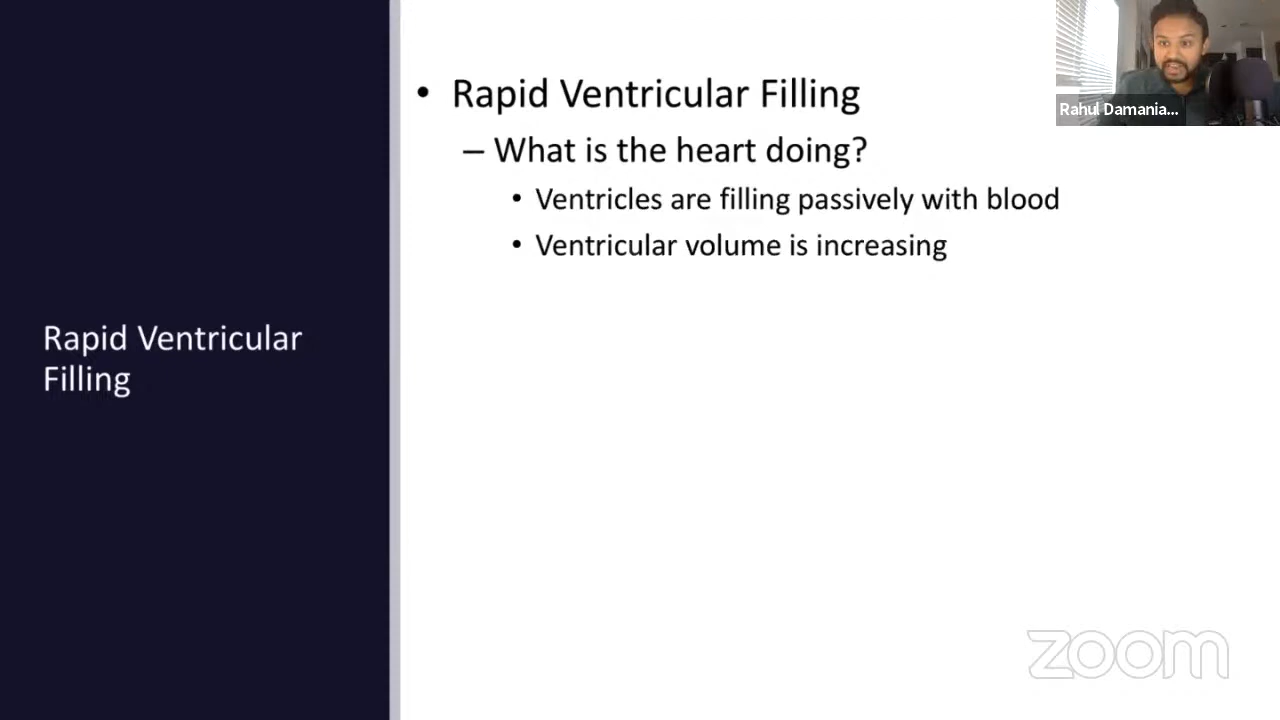 Rapid Ventricular
Filling
• Rapid Ventricular Filling
– What is the heart doing?
• Ventricles are filling passively with blood
• Ventricular volume is increasing
Rahul Damania...
zoom